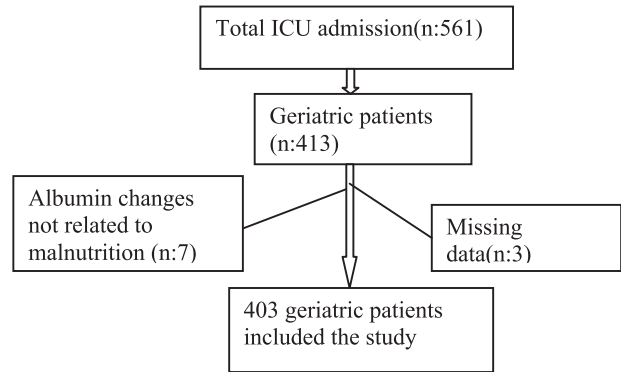 Total ICU admission(n:561)
Geriatric patients
(n:413)
Albumin changes
not related to
malnutrition (n:7)
Missing
data(n:3)
403 geriatric patients
included the study